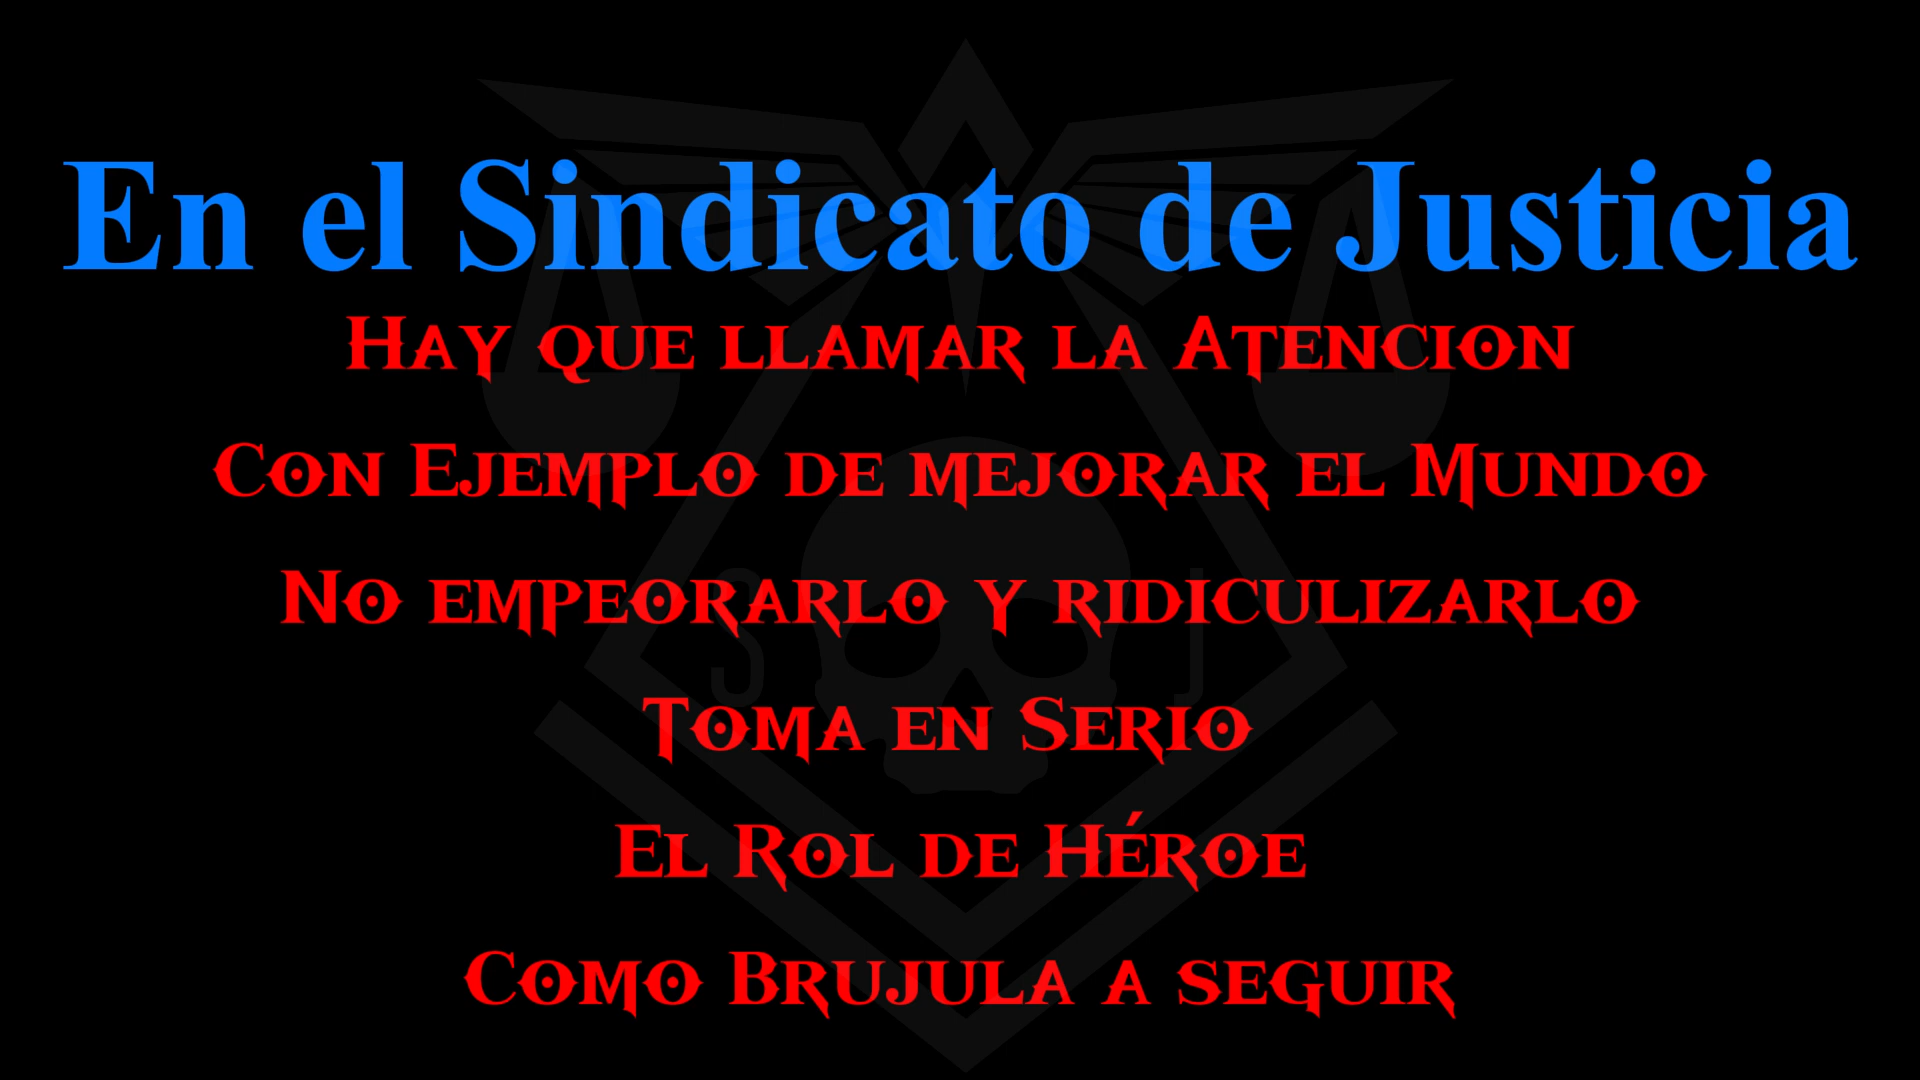 En el Sindicato de Justicia
Hay que llamar la Atencion
Con Ejemplo de mejorar el Mundo
No empeorarlo y ridiculizarlo
Toma en Serio
El Rol de Héroe
Como Brujula a seguir
S J